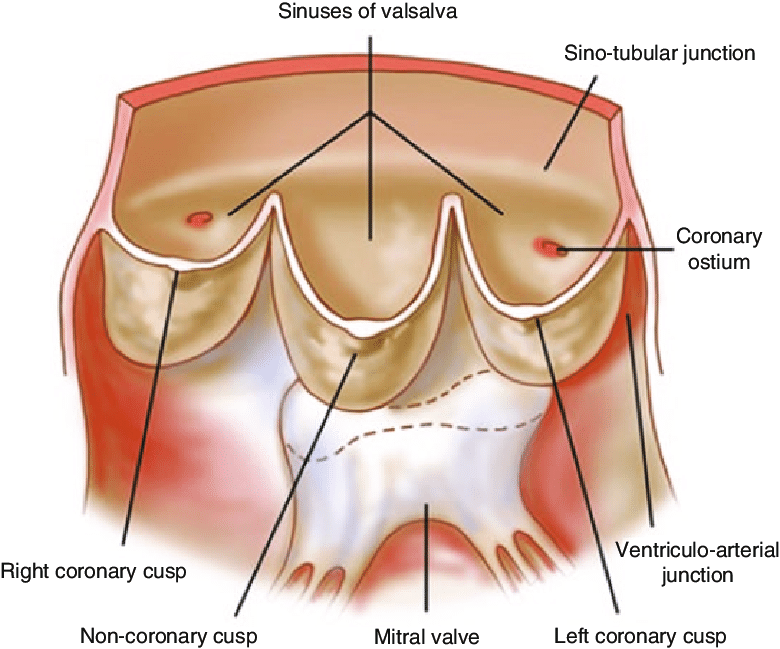 Sinuses of valsalva
Sino-tubular junction
Coronary
ostium
Ventriculo-arterial
junction
Right coronary cusp
Non-coronary cusp
Mitral valve
Left coronary cusp